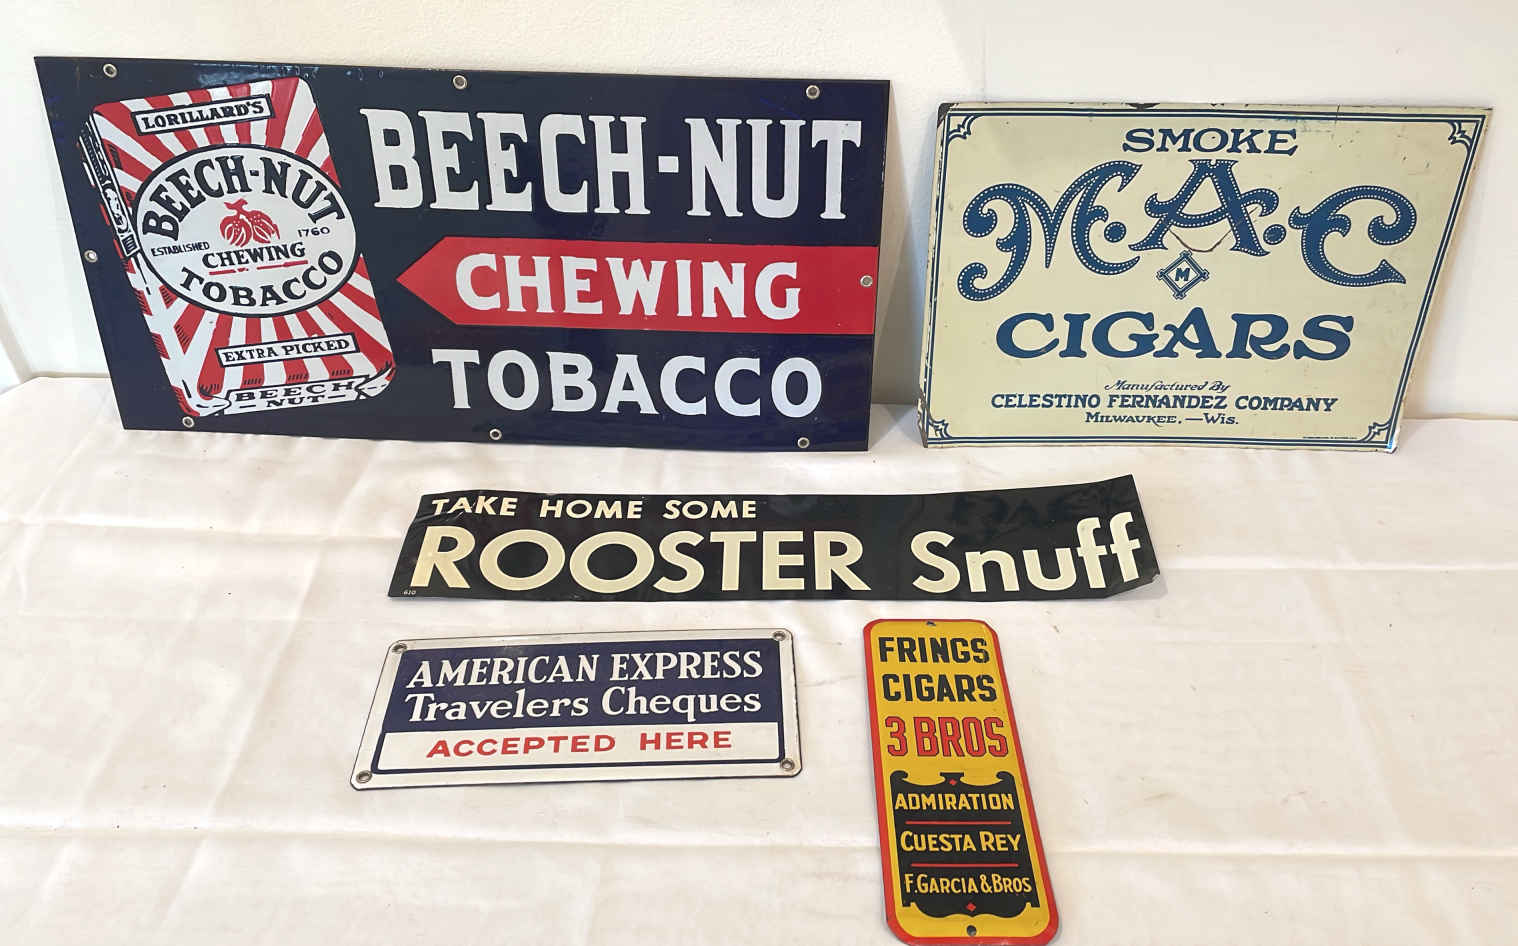 LORILLARD'S
BEECH-NUT
ESTABLISHED 1760
CHEWING
TOBACCO
EXTRA PICKED
BEECH
NUT
BEECH-NUT
CHEWING
TOBACCO
SMOKE
M.A.C
M
CIGARS
Manufactured By
CELESTINO FERNANDEZ COMPANY
MILWAUKEE, —WIS.
TAKE HOME SOME
ROOSTER Snuff
610
AMERICAN EXPRESS
Travelers Cheques
ACCEPTED HERE
FRINGS
CIGARS
3 BROS
ADMIRATION
CUESTA REY
F. GARCIA & BROS